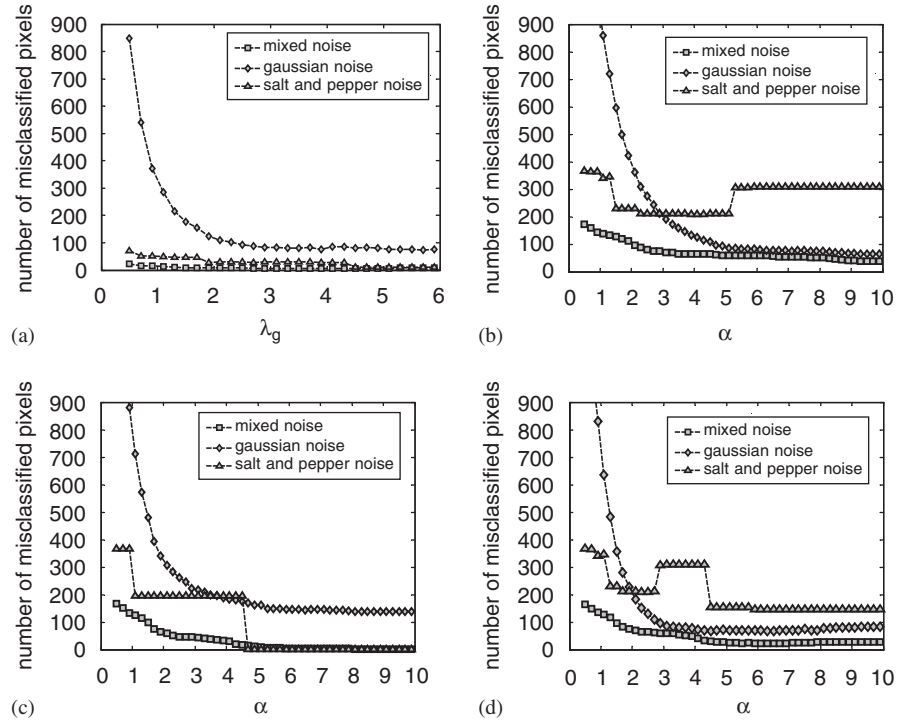 number of misclassified pixels
900
800
700
600
500
400
300
200
100
0
mixed noise
gaussian noise
salt and pepper noise
0 1 2 3 4 5 6
(a)
λg
number of misclassified pixels
900
800
700
600
500
400
300
200
100
0
mixed noise
gaussian noise
salt and pepper noise
0 1 2 3 4 5 6 7 8 9 10
(b)
α
number of misclassified pixels
900
800
700
600
500
400
300
200
100
0
mixed noise
gaussian noise
salt and pepper noise
0 1 2 3 4 5 6 7 8 9 10
(c)
α
number of misclassified pixels
900
800
700
600
500
400
300
200
100
0
mixed noise
gaussian noise
salt and pepper noise
0 1 2 3 4 5 6 7 8 9 10
(d)
α